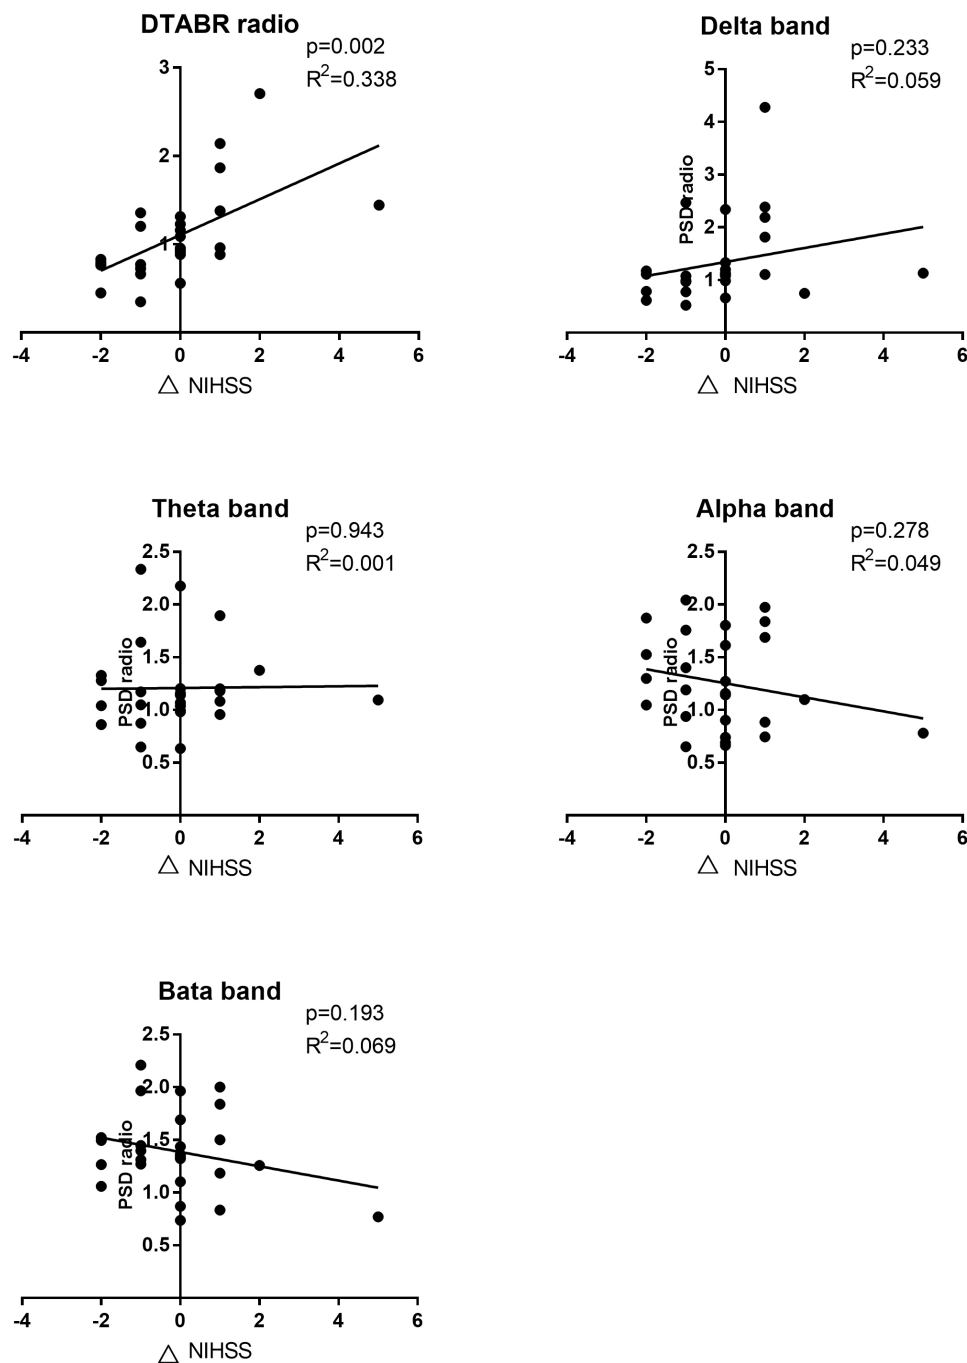 DTABR radio
p=0.002
R²=0.338
3
2
1
-4 -2 0 2 4 6
△ NIHSS
Delta band
p=0.233
R²=0.059
5
4
3
2
1
PSD radio
-4 -2 0 2 4 6
△ NIHSS
Theta band
p=0.943
R²=0.001
2.5
2.0
1.5
1.0
0.5
PSD radio
-4 -2 0 2 4 6
△ NIHSS
Alpha band
p=0.278
R²=0.049
2.5
2.0
1.5
1.0
0.5
PSD radio
-4 -2 0 2 4 6
△ NIHSS
Bata band
p=0.193
R²=0.069
2.5
2.0
1.5
1.0
0.5
PSD radio
-4 -2 0 2 4 6
△ NIHSS